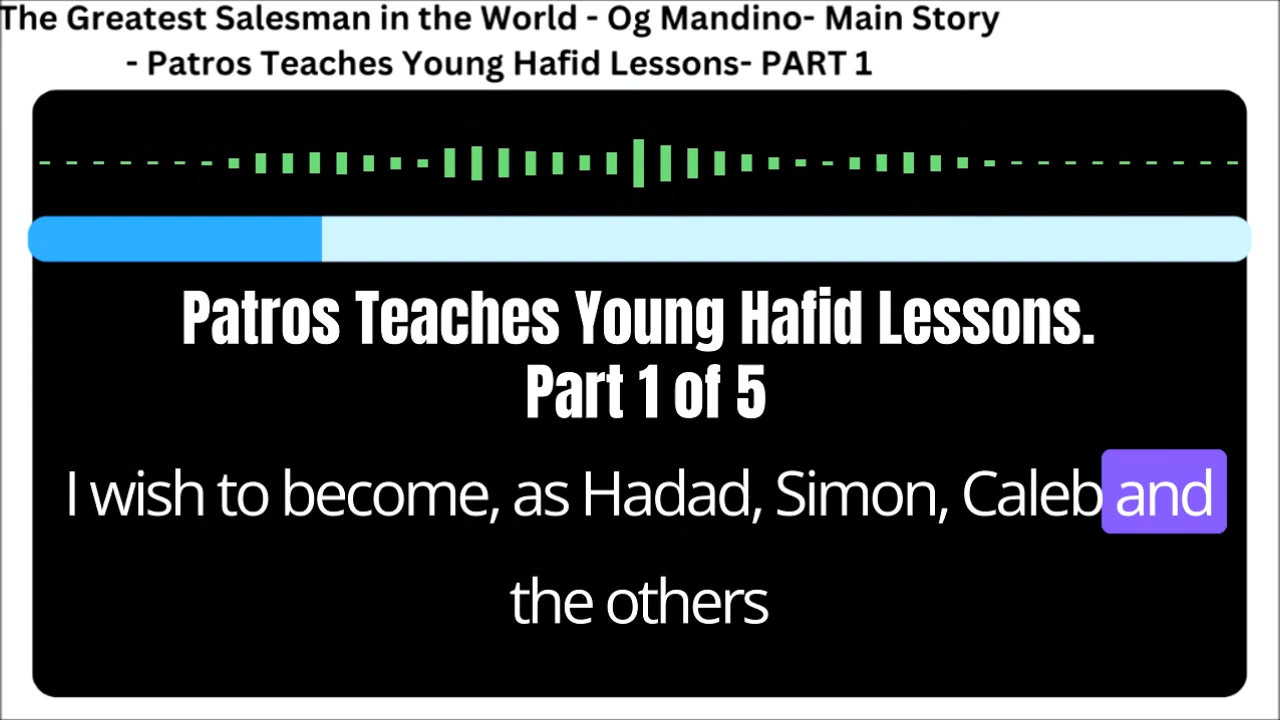 The Greatest Salesman in the World - Og Mandino- Main Story
- Patros Teaches Young Hafid Lessons- PART 1
Patros Teaches Young Hafid Lessons.
Part 1 of 5
I wish to become, as Hadad, Simon, Caleb and
the others